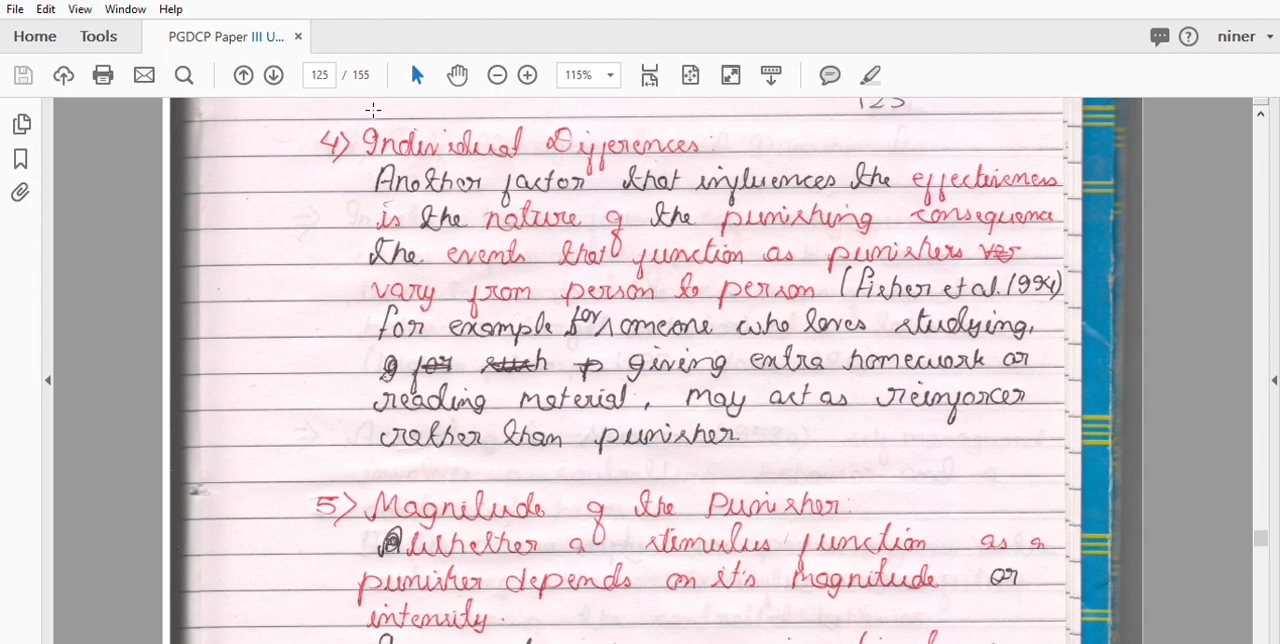 File Edit View Window Help
Home Tools PGDCP Paper III U... × niner
125 / 155 115%
123
4) Individual Differences:
Another factor that influences the effectiveness
is the nature of the punishing consequence
the events that function as punishers ver
vary from person to person (Fisher et al. 1994)
for example for someone who loves studying,
giving extra homework or
reading material, may act as reinforcer
rather than punisher.
5) Magnitude of the Punisher:
Whether a stimulus function as a
punisher depends on it's magnitude or
intensity.